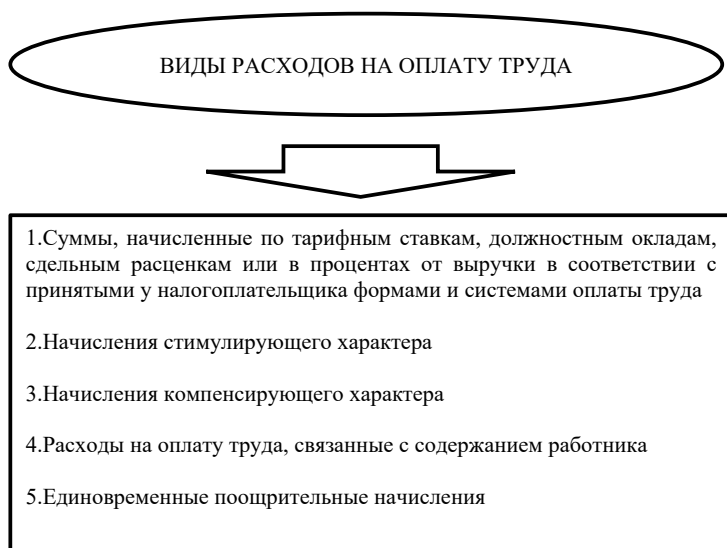 ВИДЫ РАСХОДОВ НА ОПЛАТУ ТРУДА
1.Суммы, начисленные по тарифным ставкам, должностным окладам,
сдельным расценкам или в процентах от выручки в соответствии с
принятыми у налогоплательщика формами и системами оплаты труда
2.Начисления стимулирующего характера
3.Начисления компенсирующего характера
4.Расходы на оплату труда, связанные с содержанием работника
5.Единовременные поощрительные начисления